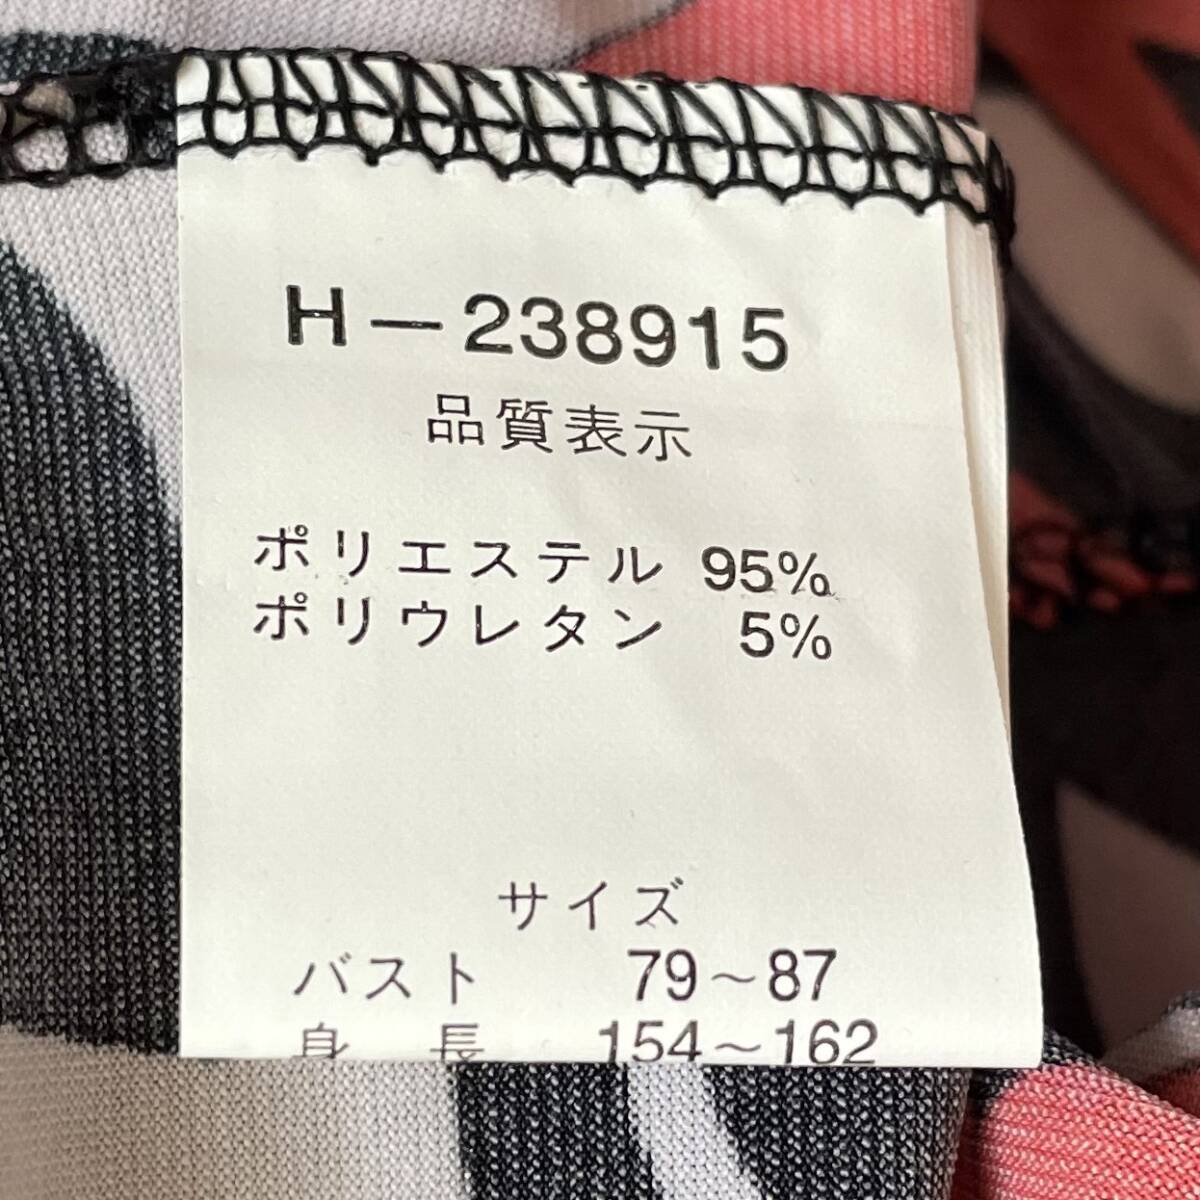 H－238915
品質表示
ポリエステル 95%
ポリウレタン 5%
サイズ
バスト 79～87
身長 154～162